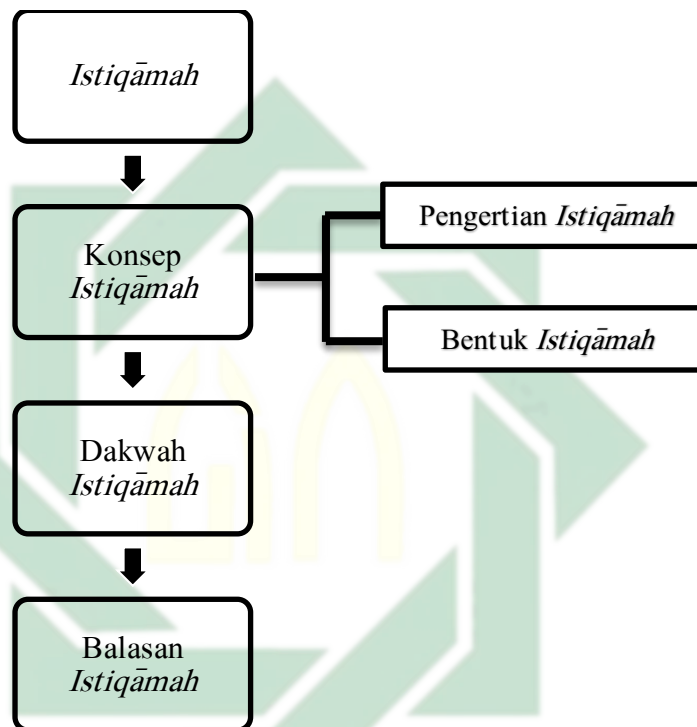 Istiqāmah
Konsep
Istiqāmah
Pengertian Istiqāmah
Bentuk Istiqāmah
Dakwah
Istiqāmah
Balasan
Istiqāmah